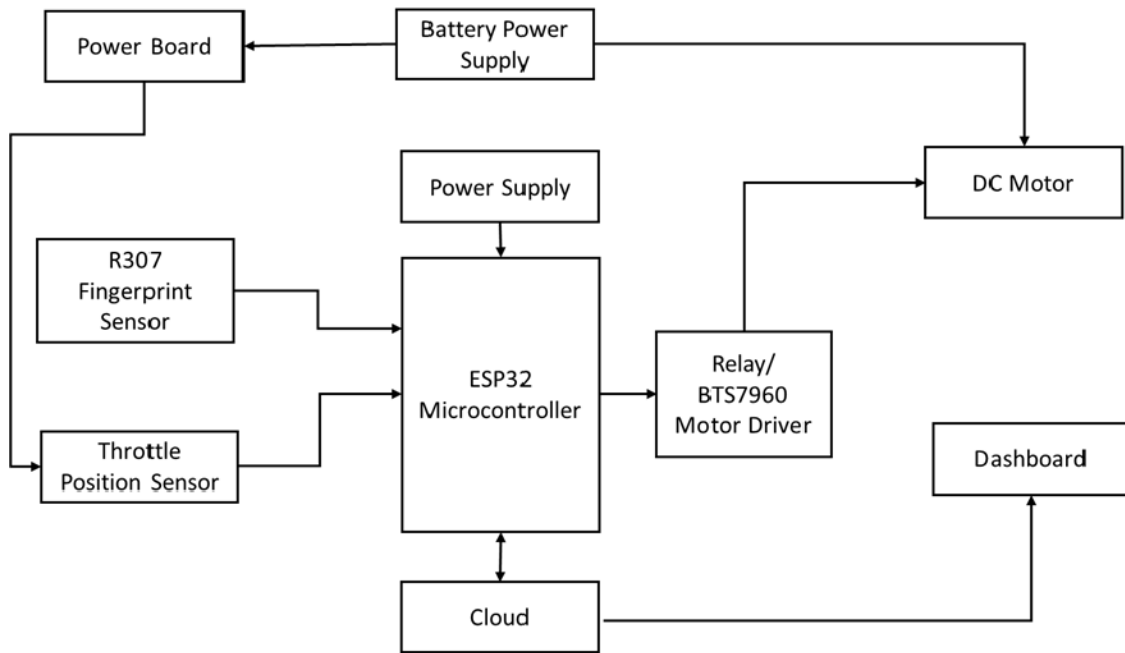 Power Board
Battery Power
Supply
DC Motor
Power Supply
R307
Fingerprint
Sensor
ESP32
Microcontroller
Relay/
BTS7960
Motor Driver
Throttle
Position Sensor
Dashboard
Cloud